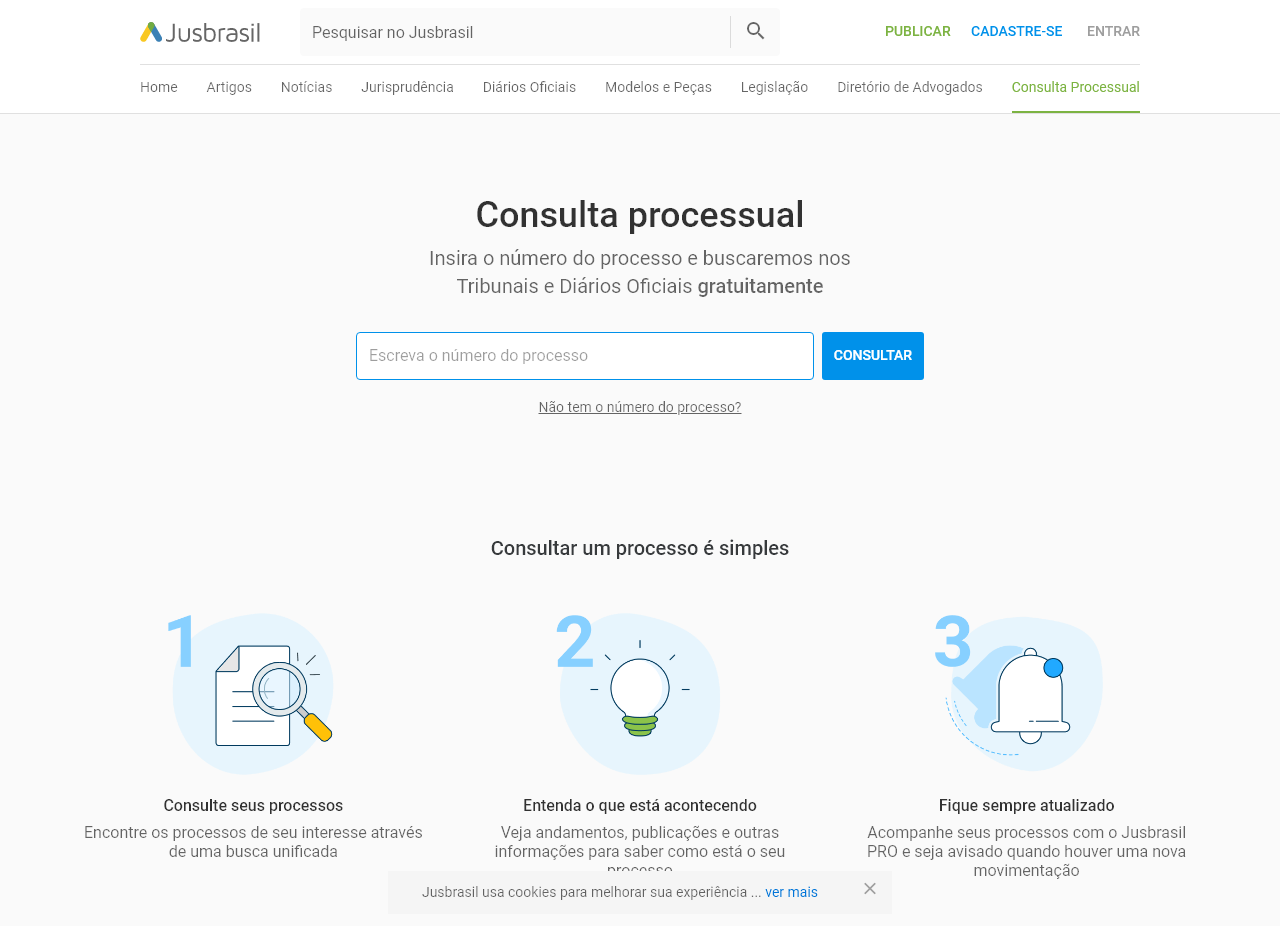 Jusbrasil
Pesquisar no Jusbrasil
PUBLICAR
CADASTRE-SE
ENTRAR
Home
Artigos
Notícias
Jurisprudência
Diários Oficiais
Modelos e Peças
Legislação
Diretório de Advogados
Consulta Processual
Consulta processual
Insira o número do processo e buscaremos nos
Tribunais e Diários Oficiais gratuitamente
Escreva o número do processo
CONSULTAR
Não tem o número do processo?
Consultar um processo é simples
1
Consulte seus processos
Encontre os processos de seu interesse através
de uma busca unificada
2
Entenda o que está acontecendo
Veja andamentos, publicações e outras
informações para saber como está o seu
processo
3
Fique sempre atualizado
Acompanhe seus processos com o Jusbrasil
PRO e seja avisado quando houver uma nova
movimentação
Jusbrasil usa cookies para melhorar sua experiência ... ver mais